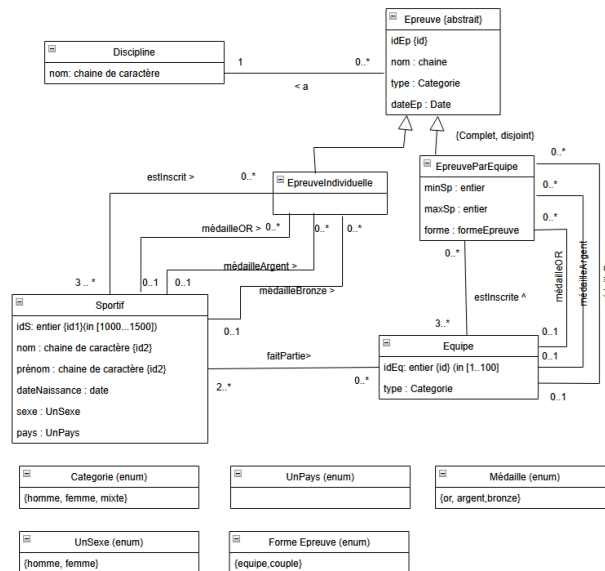 Epreuve {abstrait}
idEp {id}
nom : chaine
type : Categorie
dateEp : Date
Discipline
nom: chaine de caractère
1
0..*
< a
{Complet, disjoint}
EpreuveIndividuelle
EpreuveParEquipe
minSp : entier
maxSp : entier
forme : formeEpreuve
estInscrit >
0..*
0..*
0..*
0..*
médailleOR >
0..*
0..*
0..*
médailleArgent >
médailleBronze >
3 .. *
0..1
0..1
0..1
0..*
estInscrite ^
3..*
médailleOR
médailleArgent
0..1
0..1
0..1
Sportif
idS: entier {id1}(in [1000...1500])
nom : chaine de caractère {id2}
prénom : chaine de caractère {id2}
dateNaissance : date
sexe : UnSexe
pays : UnPays
faitPartie>
2..*
0..*
Equipe
idEq: entier {id} (in [1..100]
type : Categorie
Categorie (enum)
{homme, femme, mixte}
UnPays (enum)
Médaille (enum)
{or, argent,bronze}
UnSexe (enum)
{homme, femme}
Forme Epreuve (enum)
{equipe,couple}